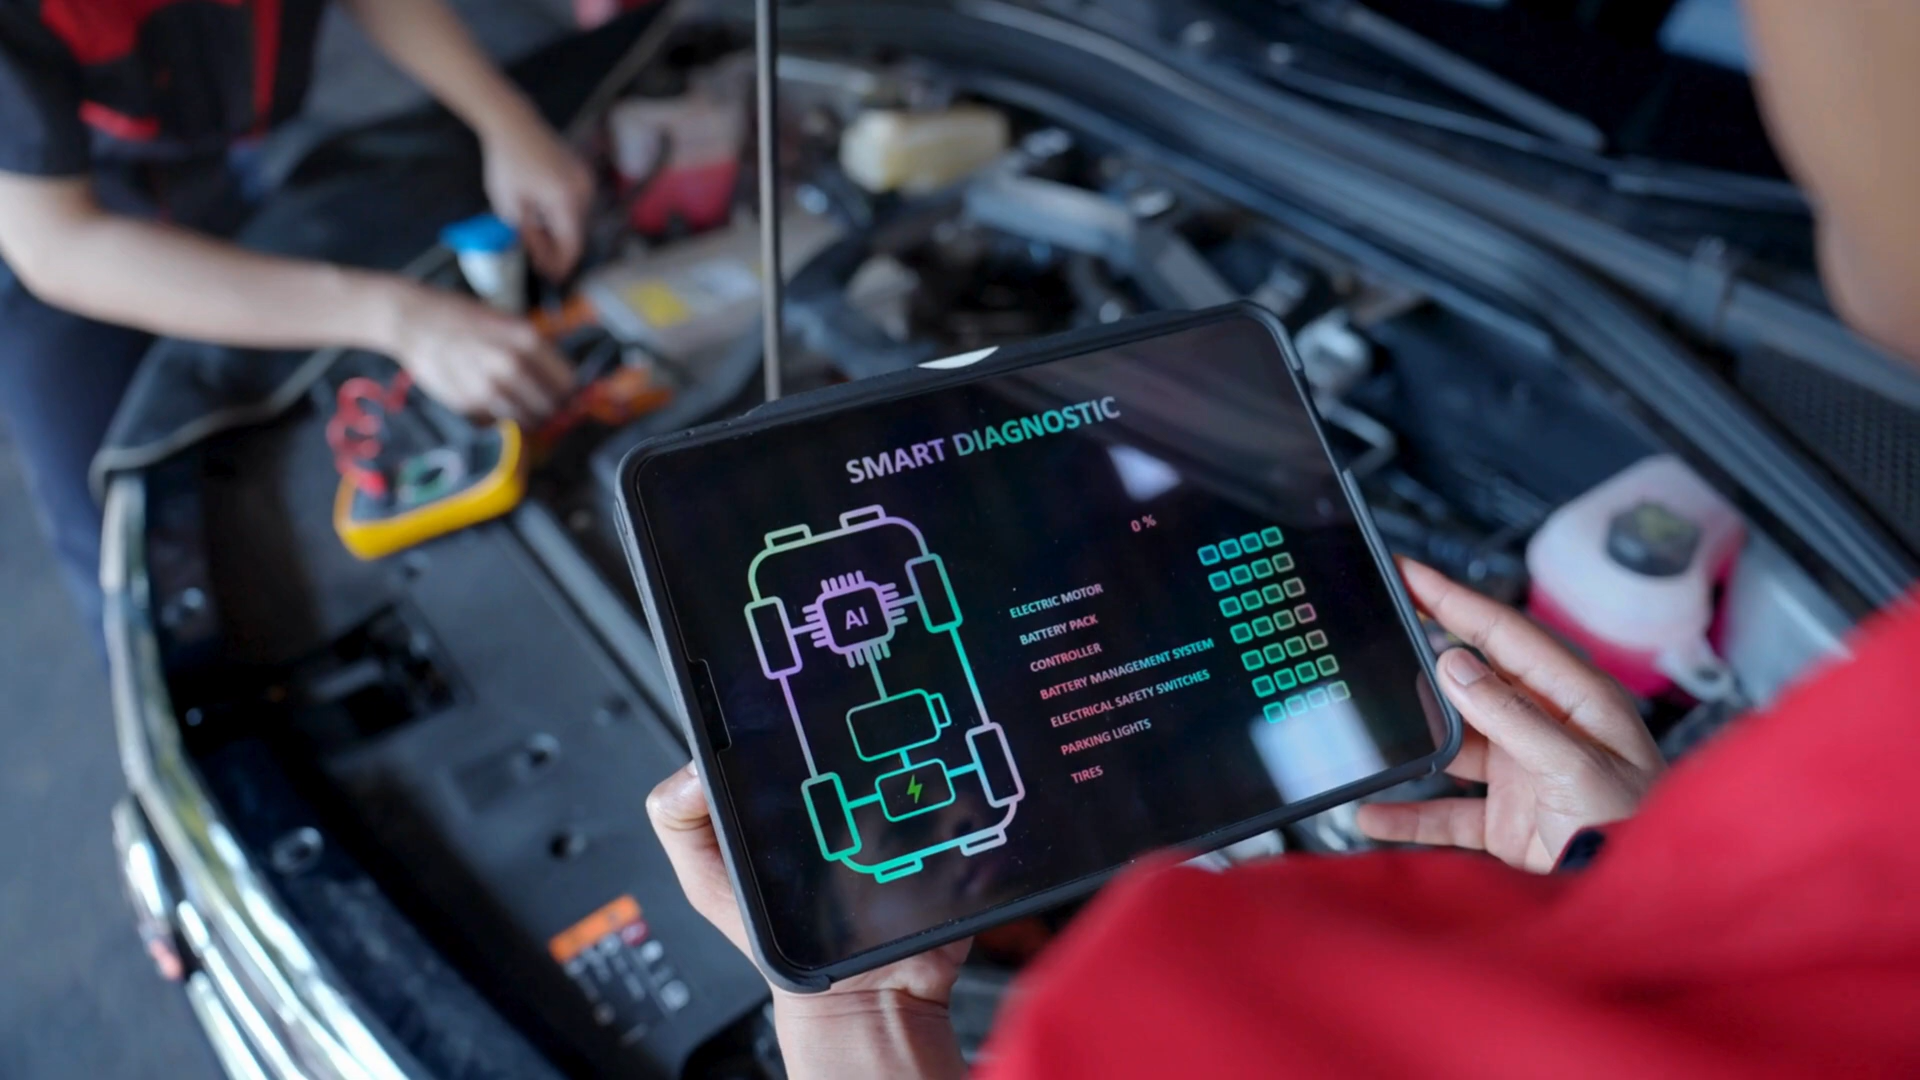 SMART DIAGNOSTIC
0 %
AI
ELECTRIC MOTOR
BATTERY PACK
CONTROLLER
BATTERY MANAGEMENT SYSTEM
ELECTRICAL SAFETY SWITCHES
PARKING LIGHTS
TIRES